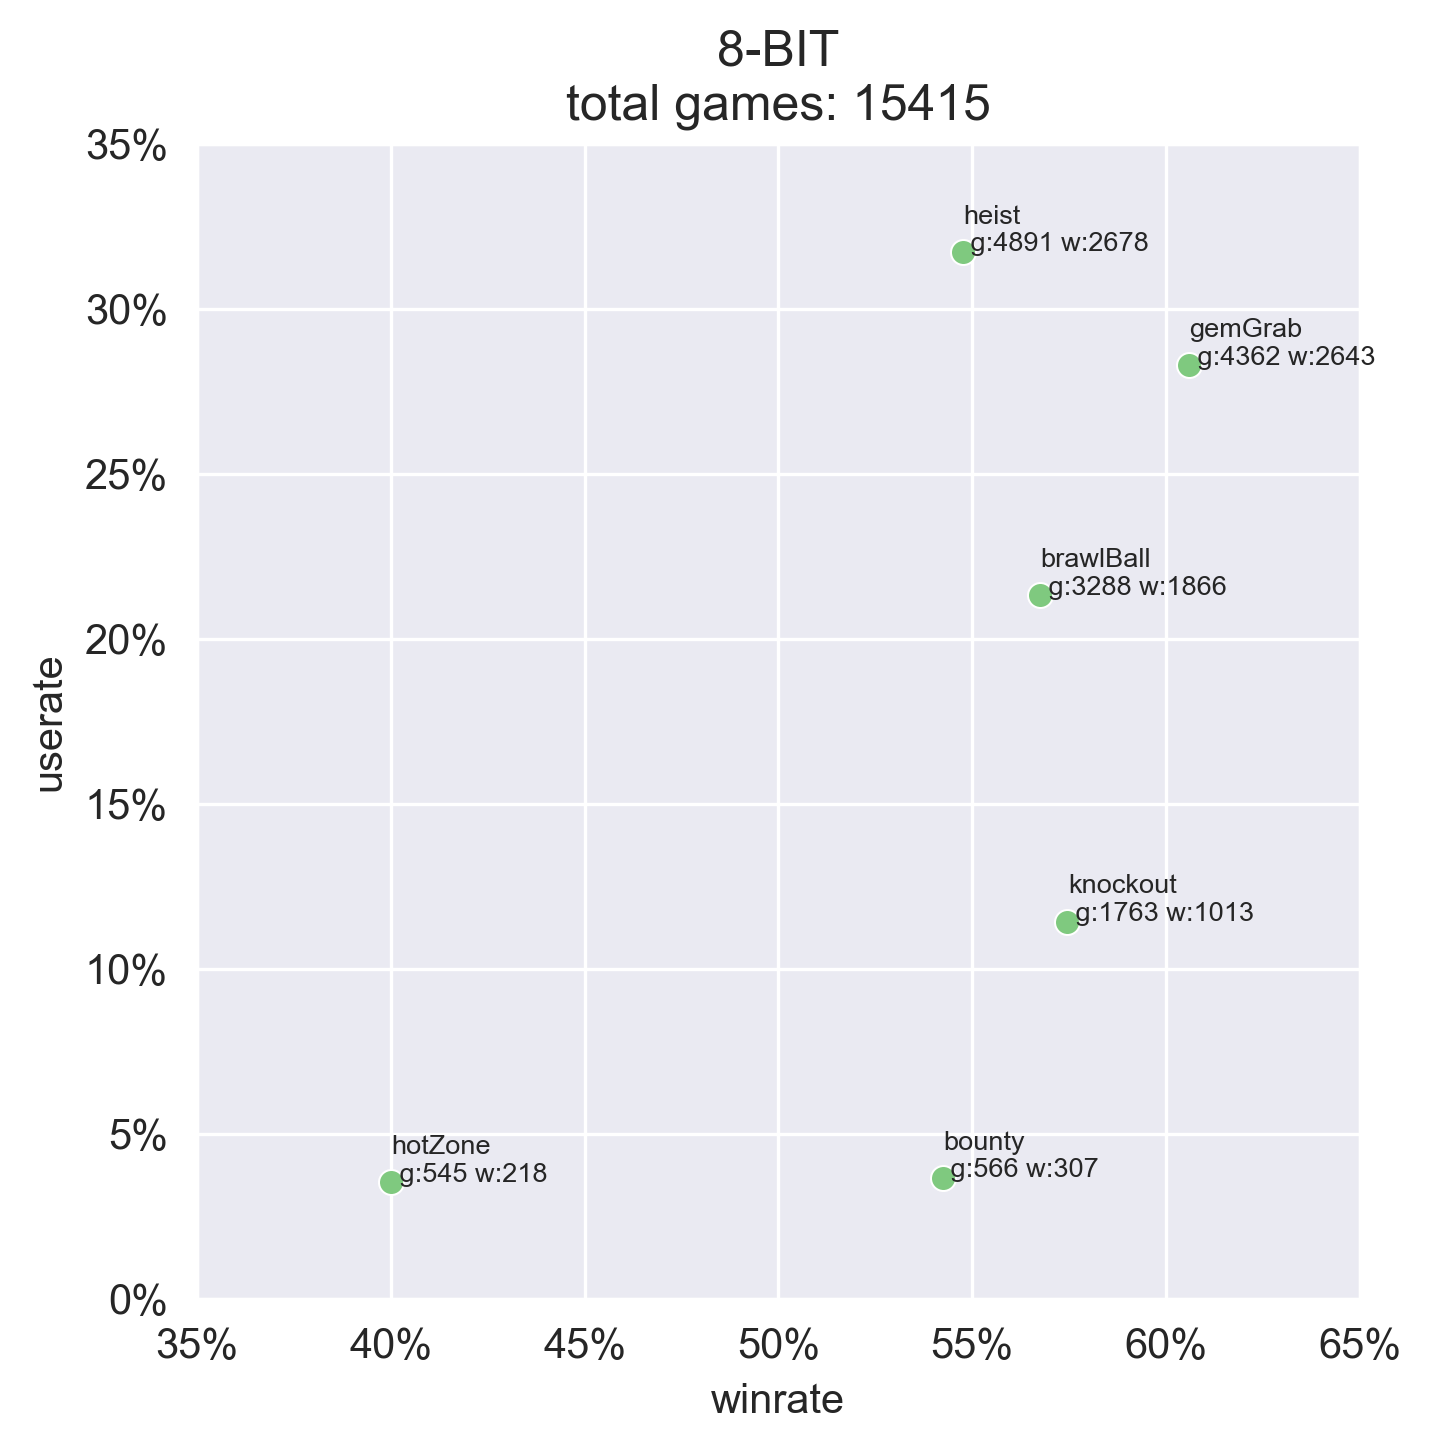 8-BIT
total games: 15415
35%
heist
g:4891 w:2678
30%
gemGrab
g:4362 w:2643
25%
brawlBall
g:3288 w:1866
20%
userate
15%
knockout
g:1763 w:1013
10%
5%
hotZone
g:545 w:218
bounty
g:566 w:307
0%
35% 40% 45% 50% 55% 60% 65%
winrate